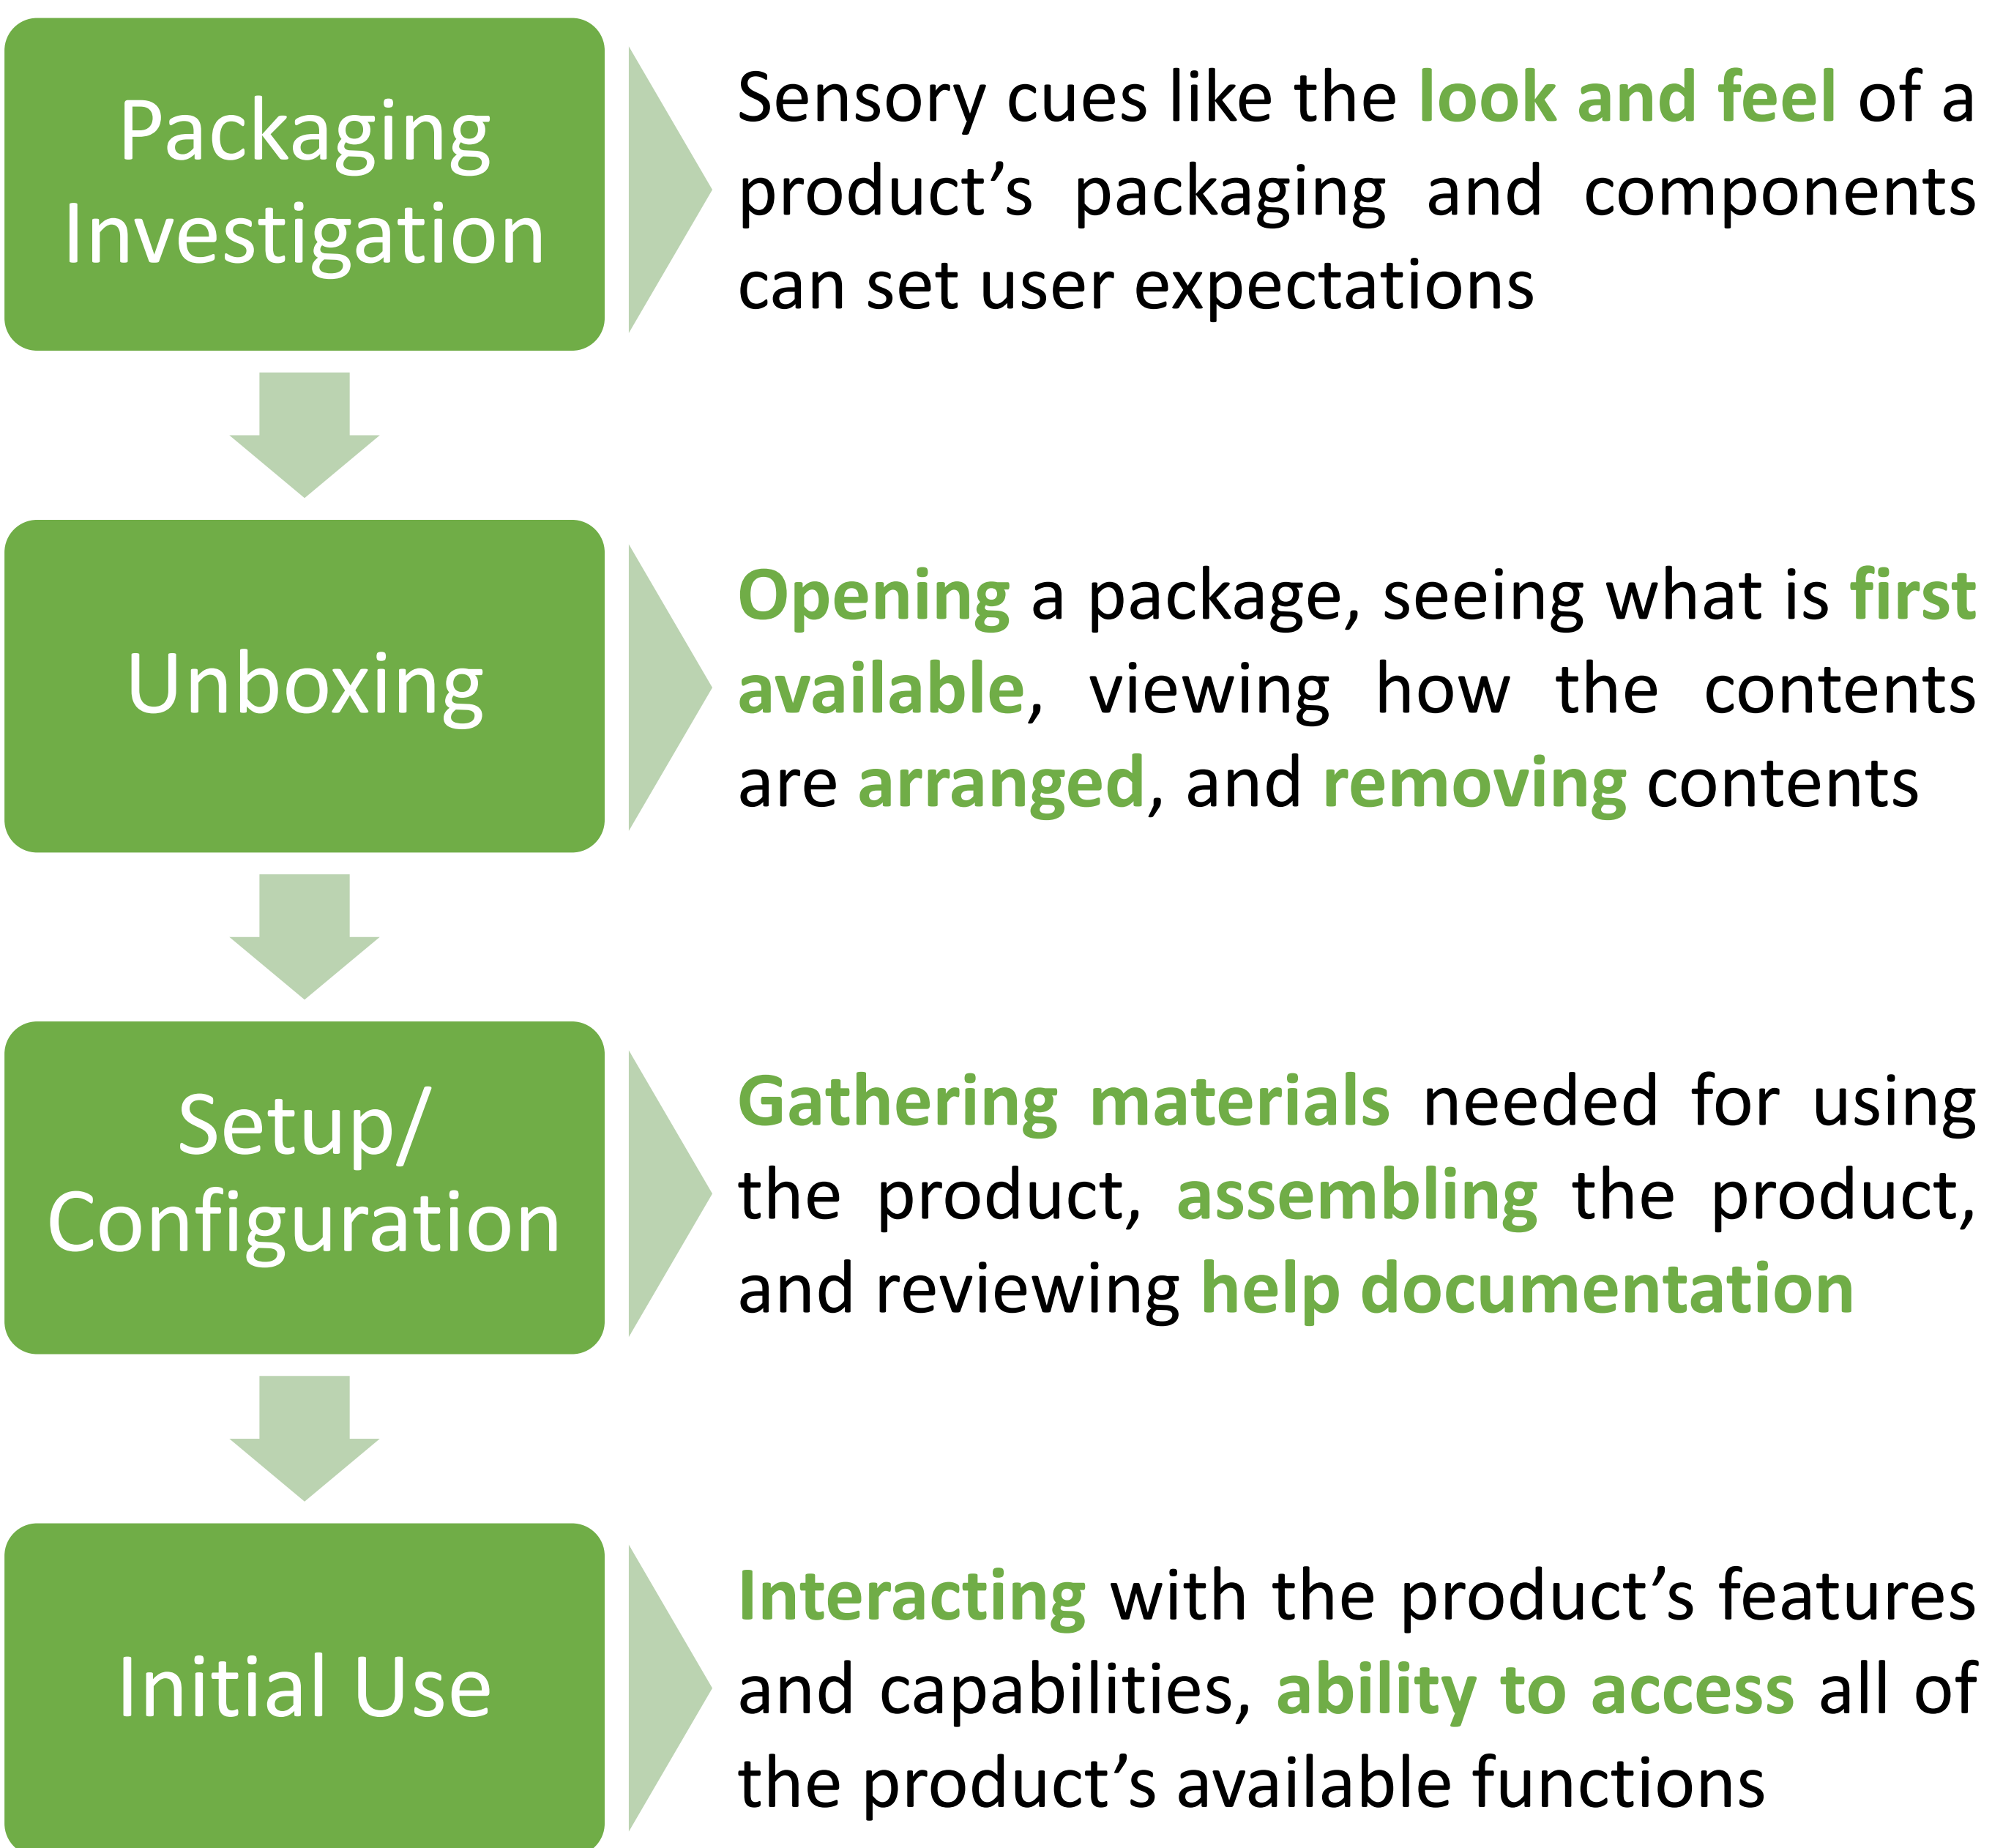 Packaging
Investigation
Sensory cues like the look and feel of a
product’s packaging and components
can set user expectations
Unboxing
Opening a package, seeing what is first
available, viewing how the contents
are arranged, and removing contents
Setup/
Configuration
Gathering materials needed for using
the product, assembling the product,
and reviewing help documentation
Initial Use
Interacting with the product’s features
and capabilities, ability to access all of
the product’s available functions